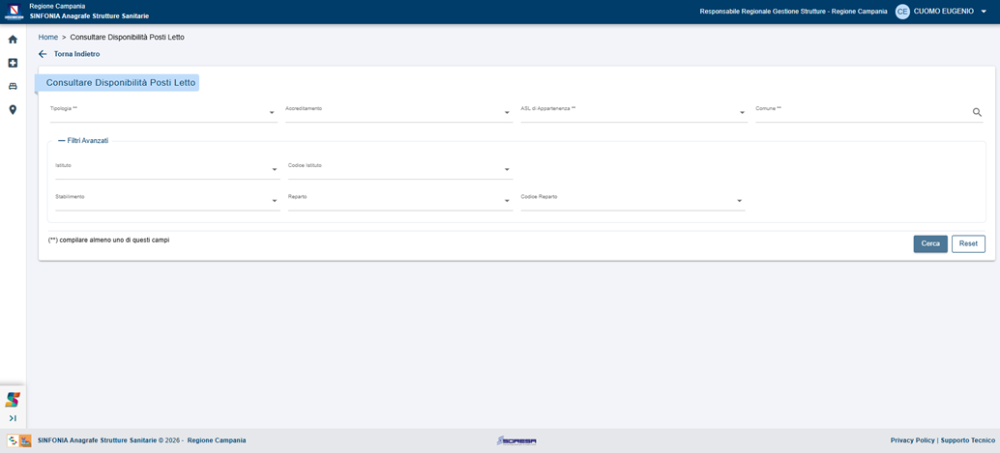 Regione Campania
SINFONIA Anagrafe Strutture Sanitarie
Responsabile Regionale Gestione Strutture - Regione Campania
CE
CUOMO EUGENIO
Home > Consultare Disponibilità Posti Letto
Torna Indietro
Consultare Disponibilità Posti Letto
Tipologia ** Accreditamento ASL di Appartenenza ** Comune **
Filtri Avanzati
Istituto Codice Istituto
Stabilimento Reparto Codice Reparto
(**) compilare almeno uno di questi campi
Cerca Reset
SINFONIA Anagrafe Strutture Sanitarie © 2026 - Regione Campania
SORESA
Privacy Policy | Supporto Tecnico